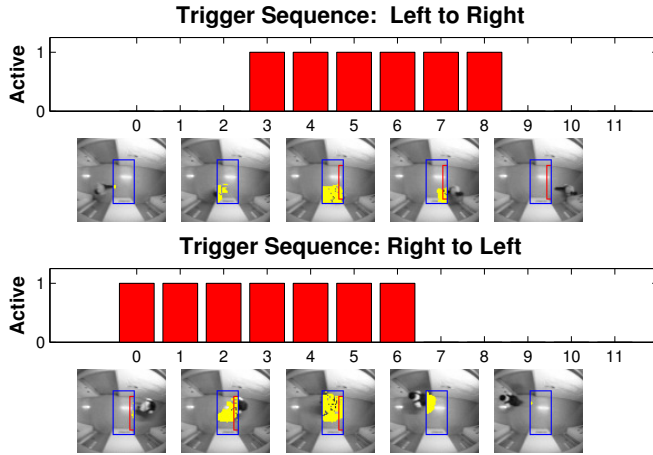 Trigger Sequence: Left to Right
Active
1
0
0 1 2 3 4 5 6 7 8 9 10 11
Trigger Sequence: Right to Left
Active
1
0
0 1 2 3 4 5 6 7 8 9 10 11